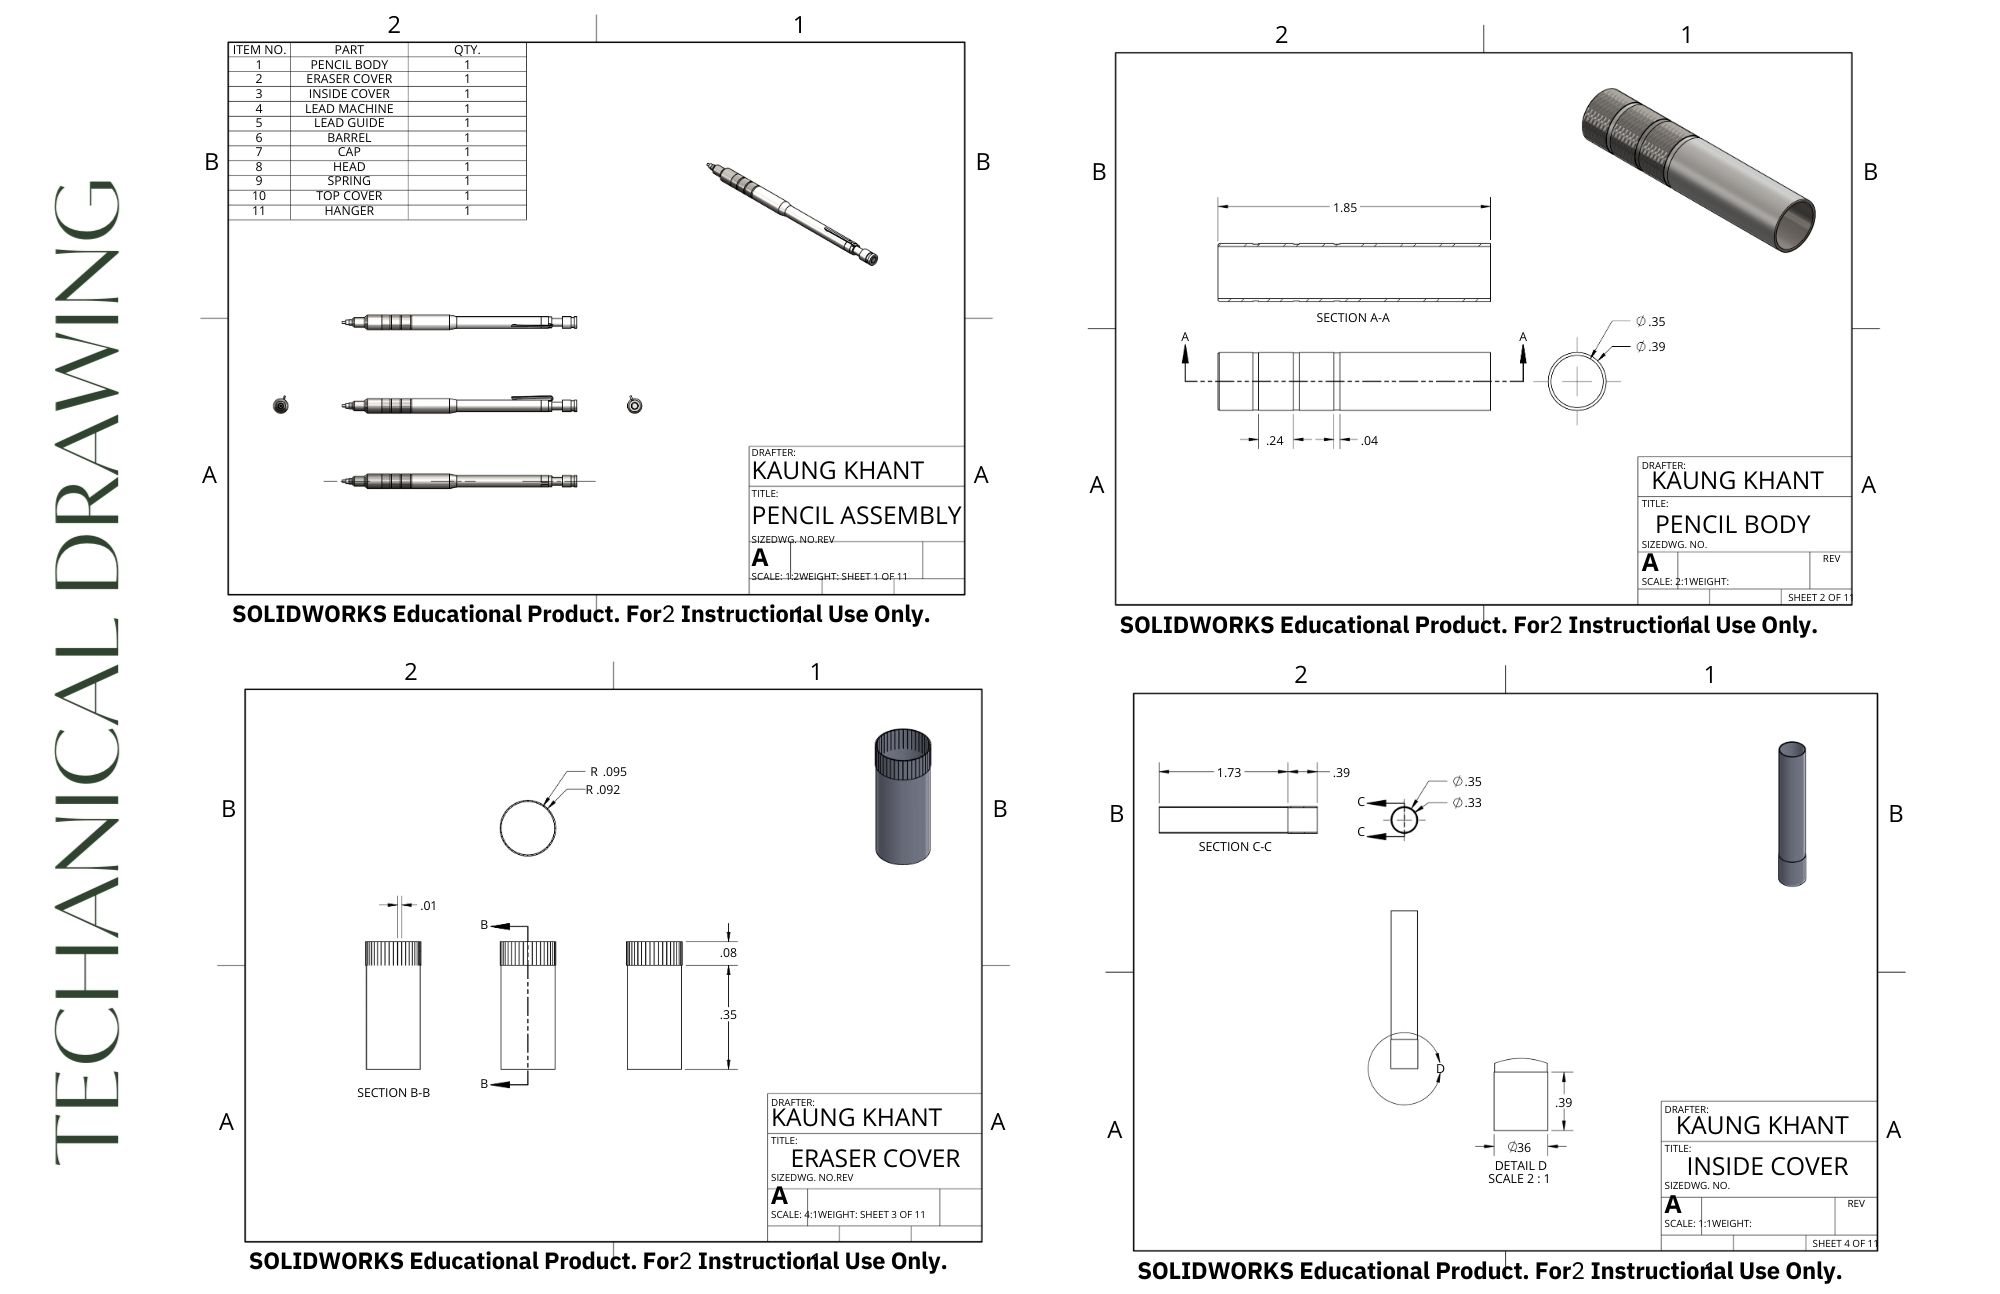 TECHNICAL DRAWING
2 1
ITEM NO. PART QTY.
1 PENCIL BODY 1
2 ERASER COVER 1
3 INSIDE COVER 1
4 LEAD MACHINE 1
5 LEAD GUIDE 1
6 BARREL 1
7 CAP 1
8 HEAD 1
9 SPRING 1
10 TOP COVER 1
11 HANGER 1
B B
A A
DRAFTER:
KAUNG KHANT
TITLE:
PENCIL ASSEMBLY
SIZEDWG. NO.REV
A
SCALE: 1:2WEIGHT: SHEET 1 OF 11
SOLIDWORKS Educational Product. For2 Instructional Use Only.
1
2 1
B B
1.85
SECTION A-A
A A
⌀ .35
⌀ .39
.24 .04
A A
DRAFTER:
KAUNG KHANT
TITLE:
PENCIL BODY
SIZEDWG. NO.
A REV
SCALE: 2:1WEIGHT:
SHEET 2 OF 11
SOLIDWORKS Educational Product. For2 Instructional Use Only.
1
2 1
R .095
R .092
B B
.01
B
.08
.35
B
SECTION B-B
A A
DRAFTER:
KAUNG KHANT
TITLE:
ERASER COVER
SIZEDWG. NO.REV
A
SCALE: 4:1WEIGHT: SHEET 3 OF 11
SOLIDWORKS Educational Product. For2 Instructional Use Only.
1
2 1
1.73 .39
⌀.35
⌀.33
C
C
B B
SECTION C-C
D
.39
⌀36
DETAIL D
SCALE 2 : 1
A A
DRAFTER:
KAUNG KHANT
TITLE:
INSIDE COVER
SIZEDWG. NO.
A REV
SCALE: 1:1WEIGHT:
SHEET 4 OF 11
SOLIDWORKS Educational Product. For2 Instructional Use Only.
1